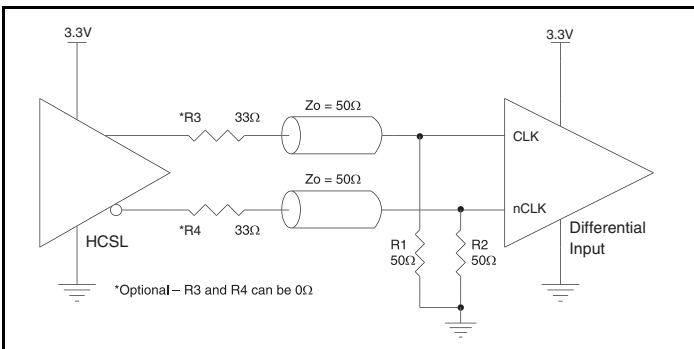 3.3V
3.3V
*R3 33Ω
Zo = 50Ω
CLK
Zo = 50Ω
nCLK
*R4 33Ω
HCSL
R1
50Ω
R2
50Ω
Differential
Input
*Optional – R3 and R4 can be 0Ω